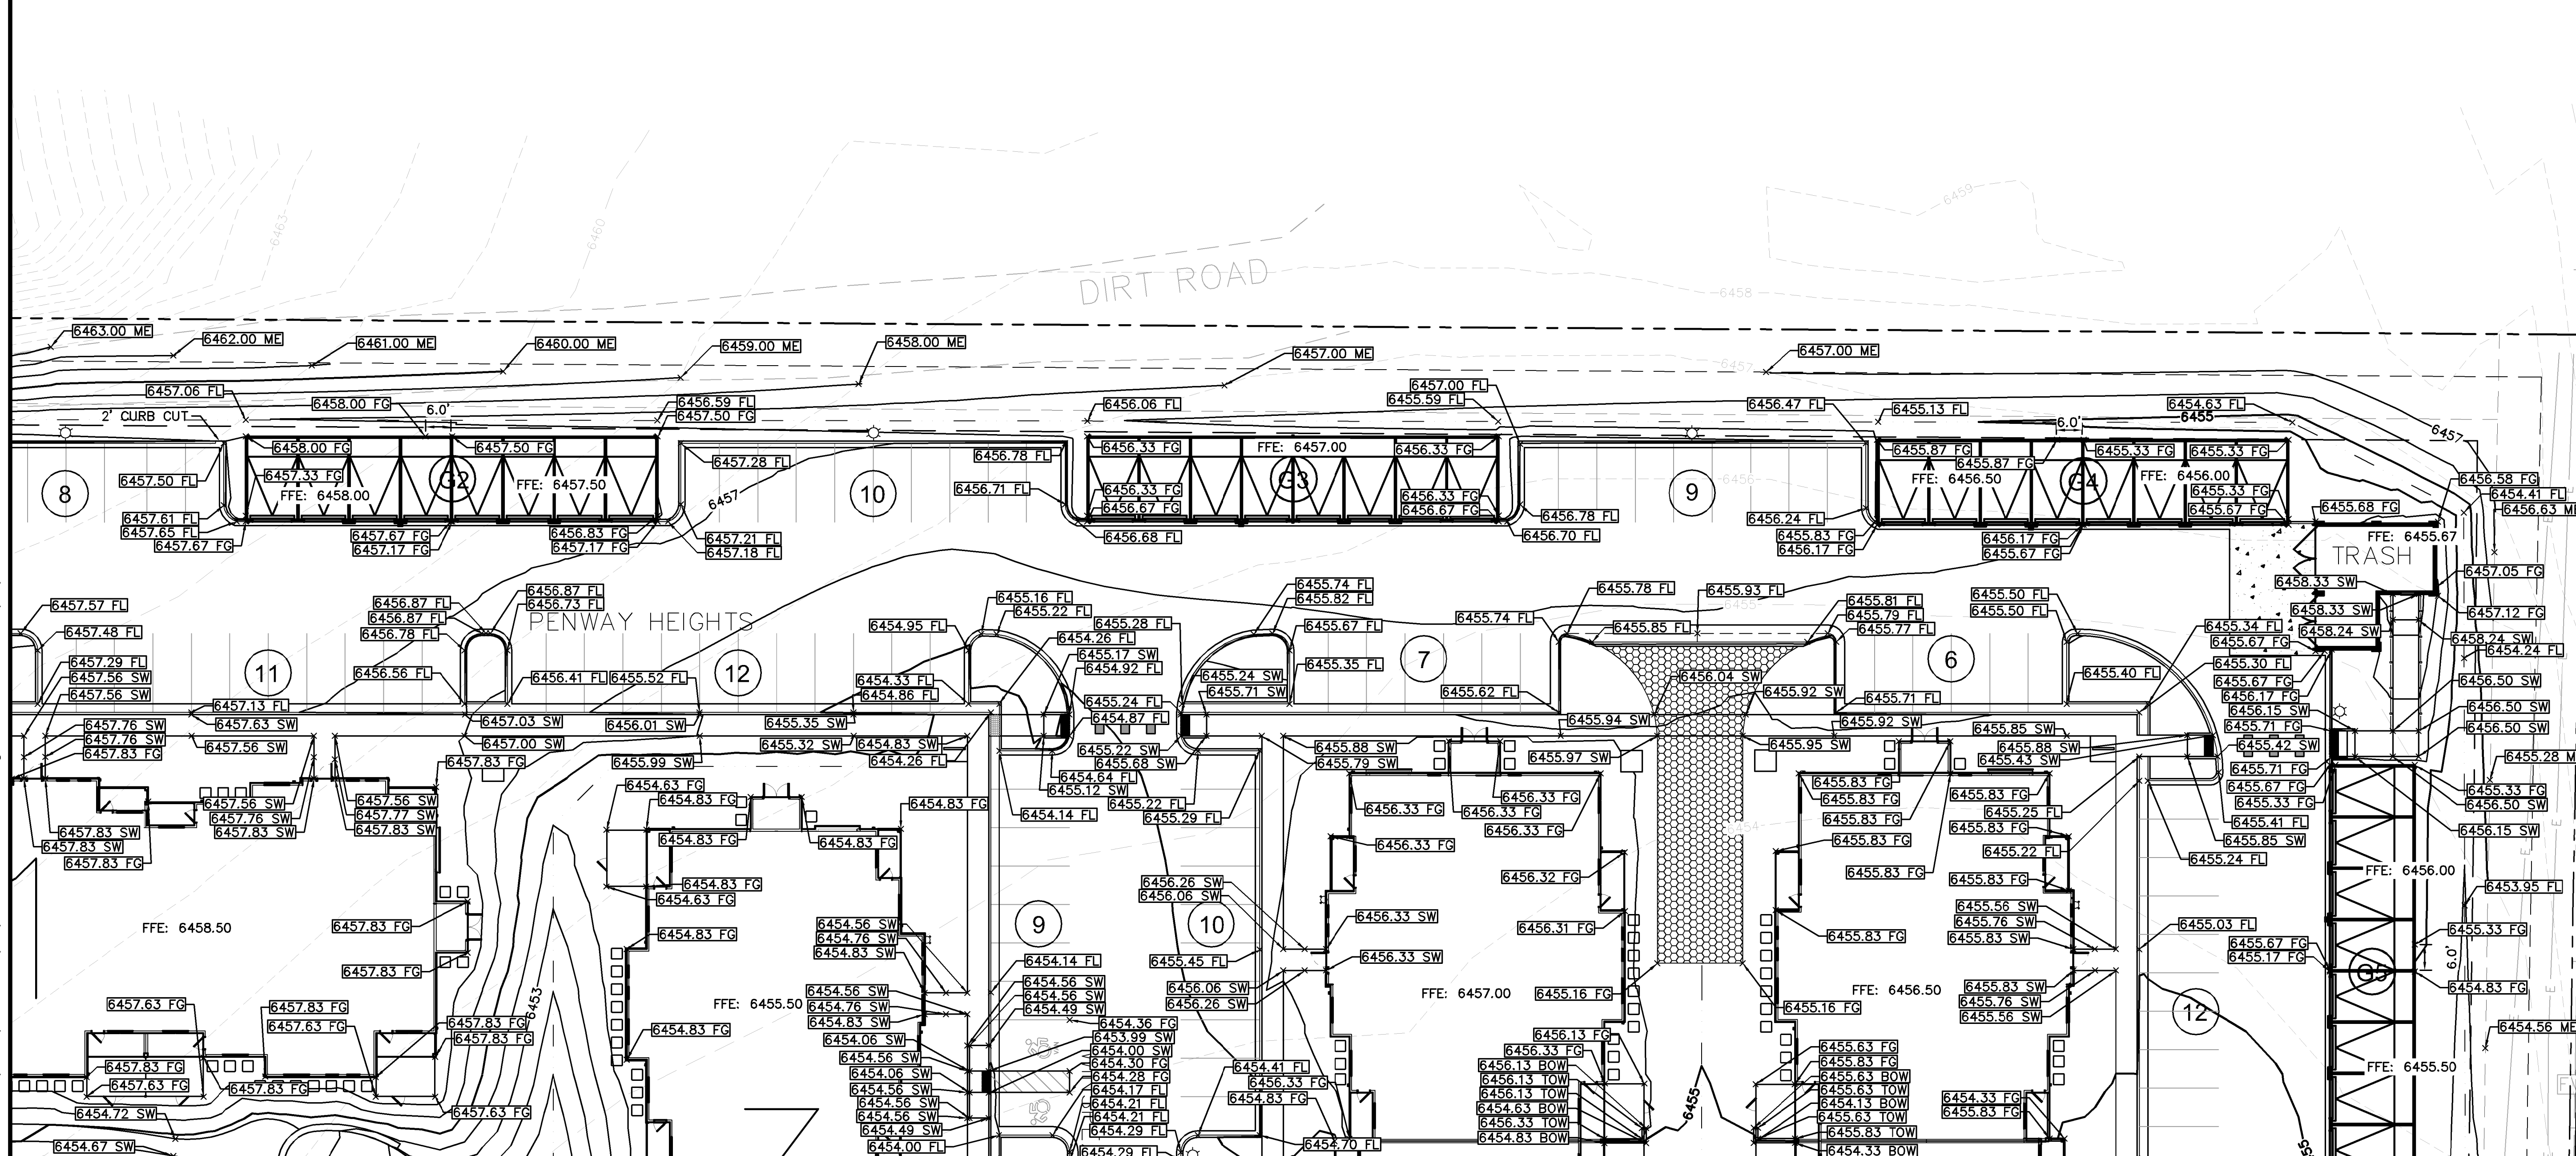 6463
6460
6459
DIRT ROAD
6458
6463.00 ME
6462.00 ME
6461.00 ME
6460.00 ME
6459.00 ME
6458.00 ME
6457.00 ME
6457.00 ME
6457
6457.06 FL
6458.00 FG
6.0'
6456.59 FL
6457.50 FG
6456.06 FL
6457.00 FL
6455.59 FL
6456.47 FL
6455.13 FL
6.0'
6454.63 FL
6455
6457
2' CURB CUT
6458.00 FG
6457.50 FG
6456.33 FG
FFE: 6457.00
6456.33 FG
6455.87 FG
6455.87 FG
6455.33 FG
6455.33 FG
8
6457.50 FL
6457.33 FG
FFE: 6458.00
G2
FFE: 6457.50
6457.28 FL
6457
10
6456.78 FL
6456.71 FL
G3
6456.33 FG
6456.67 FG
6456.33 FG
6456.67 FG
9
6456
FFE: 6456.50
G4
FFE: 6456.00
6455.33 FG
6455.67 FG
6456.58 FG
6454.41 FL
6457.61 FL
6457.65 FL
6457.67 FG
6457.67 FG
6457.17 FG
6456.83 FG
6457.17 FG
6457.21 FL
6457.18 FL
6456.68 FL
6456.78 FL
6456.70 FL
6456.24 FL
6455.83 FG
6456.17 FG
6456.17 FG
6455.67 FG
6455.68 FG
FFE: 6455.67
TRASH
6457.05 FG
6457.12 FG
6458.33 SW
6458.33 SW
6458.24 SW
6458.24 SW
6454.24 FL
6457.57 FL
6457.48 FL
6457.29 FL
6457.56 SW
6457.56 SW
6456.87 FL
6456.87 FL
6456.78 FL
6456.87 FL
6456.73 FL
PENWAY HEIGHTS
6454.95 FL
6455.16 FL
6455.22 FL
6454.26 FL
6455.28 FL
6455.17 SW
6454.92 FL
6455.74 FL
6455.82 FL
6455.67 FL
6455.35 FL
6455.24 SW
6455.71 SW
6455.74 FL
6455.78 FL
6455.93 FL
6455
6455.85 FL
6455.81 FL
6455.79 FL
6455.77 FL
6455.50 FL
6455.50 FL
6455.34 FL
6455.30 FL
6455.40 FL
6455.67 FG
6455.67 FG
6456.17 FG
6456.15 SW
11
6456.56 FL
6456.41 FL
6455.52 FL
12
6454.33 FL
6454.86 FL
7
6455.62 FL
6456.04 SW
6455.92 SW
6
6455.71 FL
6456.50 SW
6456.50 SW
6456.50 SW
6457.13 FL
6457.63 SW
6457.76 SW
6457.76 SW
6457.83 FG
6457.56 SW
6457.03 SW
6457.00 SW
6456.01 SW
6455.35 SW
6455.32 SW
6454.83 SW
6454.26 FL
6455.24 FL
6454.87 FL
6455.22 SW
6455.68 SW
6455.88 SW
6455.79 SW
6455.94 SW
6455.97 SW
6455.92 SW
6455.95 SW
6455.85 SW
6455.88 SW
6455.43 SW
6455.71 FG
6455.42 SW
6455.71 FG
6455.67 FG
6455.33 FG
6455.33 FG
6456.50 SW
6457.83 FG
6455.99 SW
6454.63 FG
6454.83 FG
6454.83 FG
6454.64 FL
6455.12 SW
6454.14 FL
6455.22 FL
6455.29 FL
6457.56 SW
6457.76 SW
6457.83 SW
6457.56 SW
6457.77 SW
6457.83 SW
6457.83 SW
6457.83 SW
6457.83 FG
6454.83 FG
6454.83 FG
6456.33 FG
6456.33 FG
6456.33 FG
6456.33 FG
6456.33 FG
6454
6455.83 FG
6455.83 FG
6455.83 FG
6455.83 FG
6455.83 FG
6455.83 FG
6455.25 FL
6455.83 FG
6455.22 FL
6455.83 FG
6455.41 FL
6455.85 SW
6455.24 FL
6456.15 SW
6454.83 FG
6454.63 FG
6456.26 SW
6456.06 SW
6456.32 FG
FFE: 6456.00
6453.95 FL
FFE: 6458.50
6457.83 FG
6457.83 FG
6454.83 FG
6454.56 SW
6454.76 SW
6454.83 SW
9
10
6456.33 SW
6456.33 SW
6456.31 FG
6455.83 FG
6455.56 SW
6455.76 SW
6455.83 SW
6455.03 FL
6455.67 FG
6455.17 FG
6455.33 FG
6.0'
6454.83 FG
G5
6453
FFE: 6455.50
6454.56 SW
6454.76 SW
6454.83 SW
6454.14 FL
6454.56 SW
6454.56 SW
6454.49 SW
6455.45 FL
6456.06 SW
6456.26 SW
FFE: 6457.00
6455.16 FG
6455.16 FG
FFE: 6456.50
6455.83 SW
6455.76 SW
6455.56 SW
12
6457.63 FG
6457.83 FG
6457.63 FG
6457.83 FG
6457.83 FG
6454.83 FG
6454.06 SW
6454.56 SW
6454.06 SW
6454.56 SW
6454.56 SW
6454.56 SW
6454.49 SW
6454.00 FL
6454.36 FG
6453.99 SW
6454.00 SW
6454.30 FG
6454.28 FG
6454.17 FL
6454.21 FL
6454.21 FL
6454.29 FL
6454.29 FL
6454.41 FL
6456.33 FG
6454.83 FG
6454.70 FL
6456.13 FG
6456.33 FG
6456.13 BOW
6456.13 TOW
6454.63 BOW
6456.33 TOW
6454.83 BOW
6455
6455.63 FG
6455.83 FG
6455.63 BOW
6455.63 TOW
6454.13 BOW
6455.63 TOW
6455.83 TOW
6454.33 BOW
6454.33 FG
6455.83 FG
FFE: 6455.50
6457.83 FG
6457.63 FG
6457.83 FG
6457.63 FG
6454.72 SW
6454.67 SW